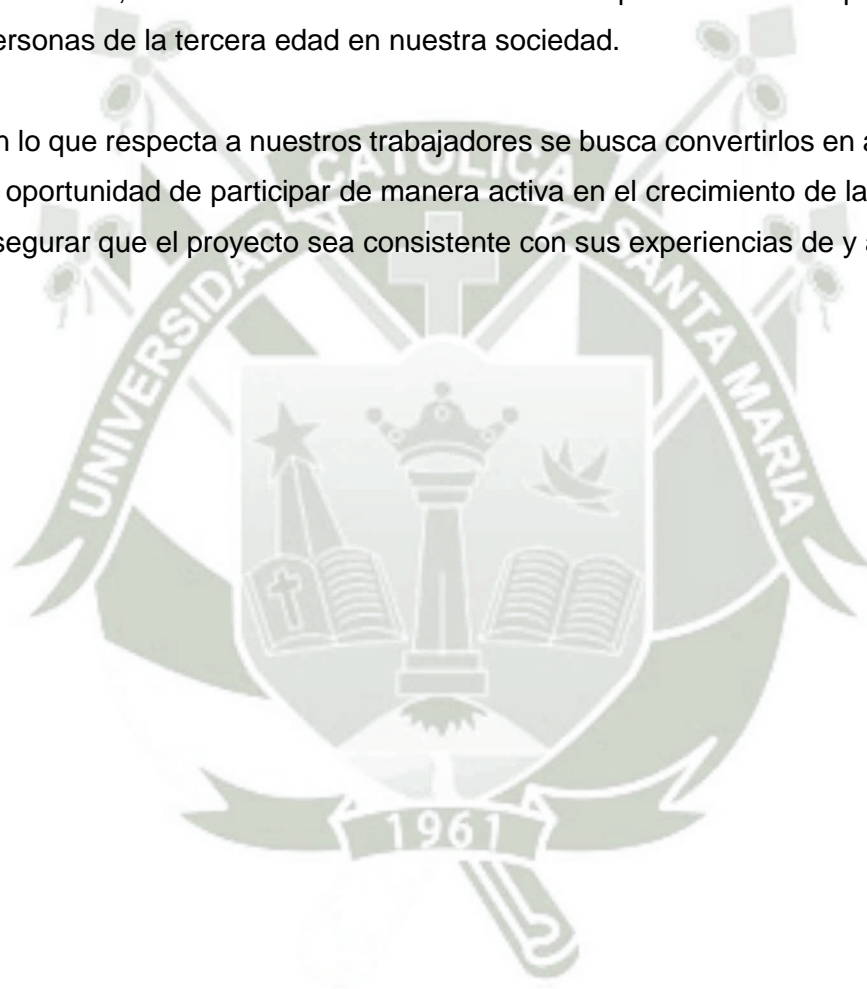 ersonas de la tercera edad en nuestra sociedad.
n lo que respecta a nuestros trabajadores se busca convertirlos en a
oportunidad de participar de manera activa en el crecimiento de la
segurar que el proyecto sea consistente con sus experiencias de y a
UNIVERSIDAD CATOLICA SANTA MARIA
1961